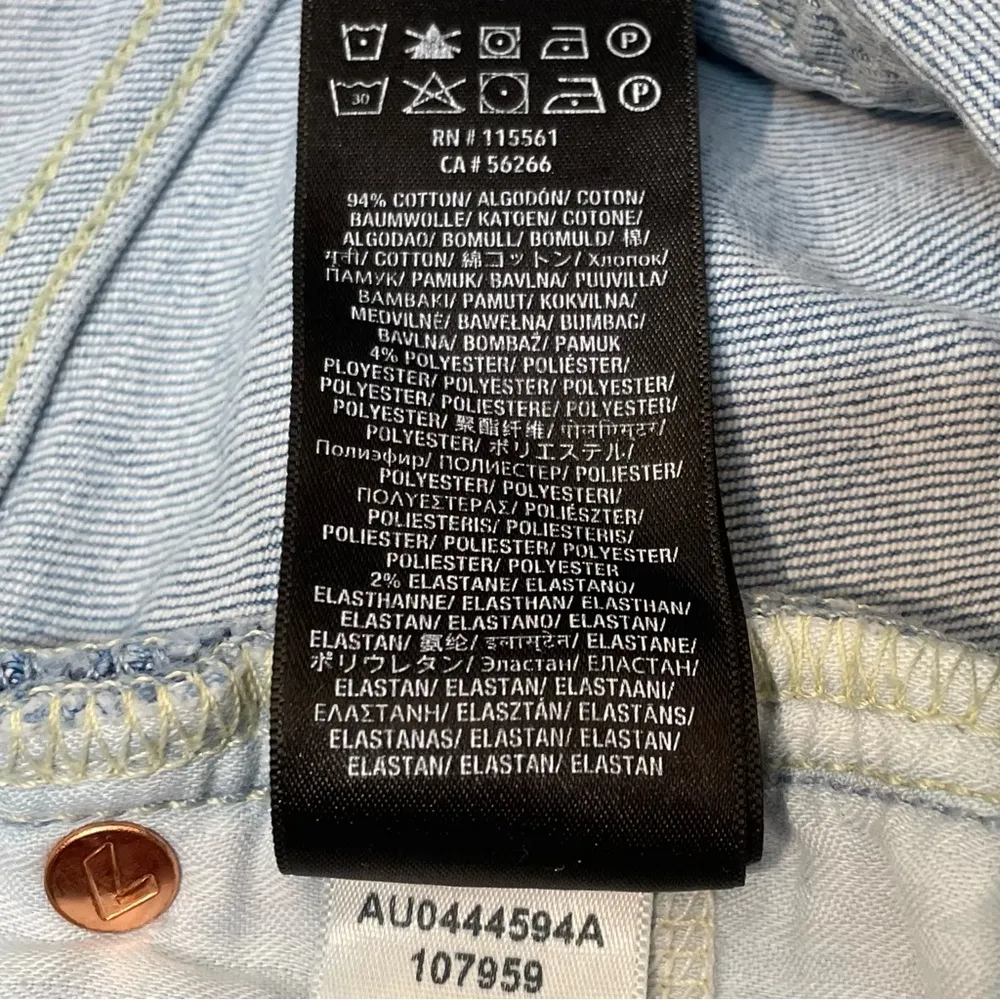 P
30 P
RN # 115561
CA # 56266
94% COTTON/ ALGODÓN/ COTON/
BAUMWOLLE/ KATOEN/ COTONE/
ALGODAO/ BOMULL/ BOMULD/ 棉/
COTTON/ 綿コットン/ Хлопок/
ПАМУК/ PAMUK/ BAVLNA/ PUUVILLA/
BAMBAKI/ PAMUT/ KOKVILNA/
MEDVILNĖ/ BAWEŁNA/ BUMBAC/
BAVLNA/ BOMBAŽ/ PAMUK
4% POLYESTER/ POLIÉSTER/
PLOYESTER/ POLYESTER/ POLYESTER/
POLYESTER/ POLIESTERE/ POLYESTER/
POLYESTER/ 聚酯纤维/
POLYESTER/ ポリエステル/
Полиэфир/ ПОЛИЕСТЕР/ POLIESTER/
POLYESTER/ POLYESTERI/
ΠΟΛΥΕΣΤΕΡΑΣ/ POLIÉSZTER/
POLIESTERIS/ POLIESTERIS/
POLIESTER/ POLIESTER/ POLYESTER/
POLIESTER/ POLYESTER
2% ELASTANE/ ELASTANO/
ELASTHANNE/ ELASTHAN/ ELASTHAN/
ELASTAN/ ELASTANO/ ELASTAN/
ELASTAN/ 氨纶/ इलास्टेन/ ELASTANE/
ポリウレタン/ Эластан/ ЕЛАСТАН/
ELASTAN/ ELASTAN/ ELASTAANI/
ΕΛΑΣΤΑΝΗ/ ELASZTÁN/ ELASTĀNS/
ELASTANAS/ ELASTAN/ ELASTAN/
ELASTAN/ ELASTAN/ ELASTAN
L
AU0444594A
107959